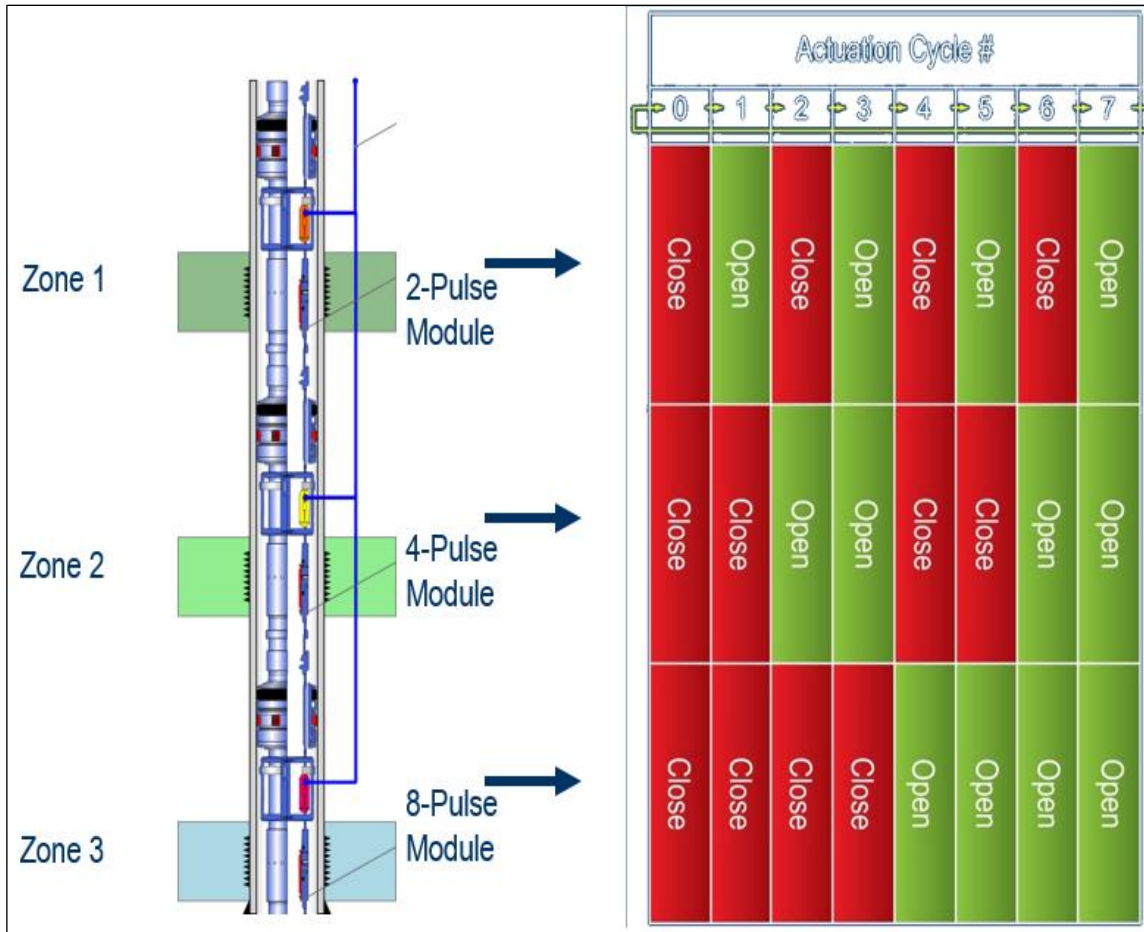 Actuation Cycle #
0 1 2 3 4 5 6 7
Zone 1
2-Pulse
Module
Close Open Close Open Close Open Close Open
Zone 2
4-Pulse
Module
Close Close Open Open Close Close Open Open
Zone 3
8-Pulse
Module
Close Close Close Close Open Open Open Open